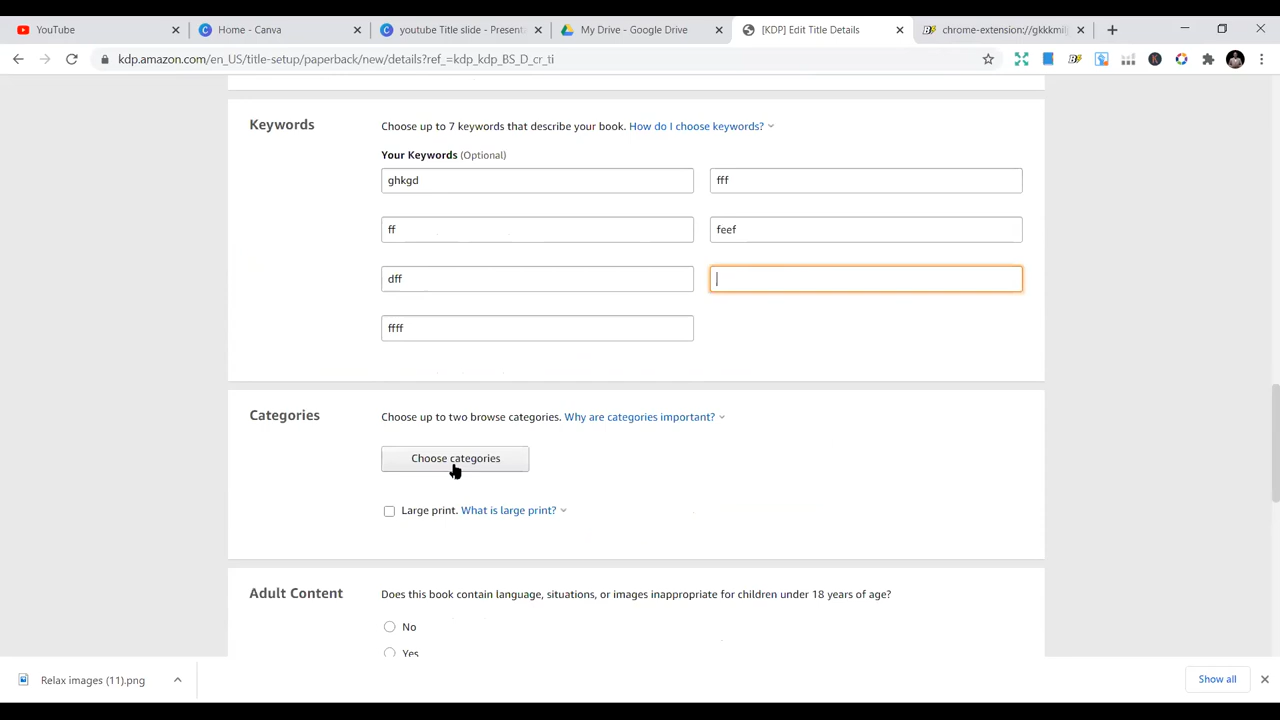 YouTube
Home - Canva
youtube Title slide - Present
My Drive - Google Drive
[KDP] Edit Title Details
chrome-extension://gkkkmil
kdp.amazon.com/en_US/title-setup/paperback/new/details?ref_=kdp_kdp_BS_D_cr_ti
Keywords
Choose up to 7 keywords that describe your book. How do I choose keywords?
Your Keywords (Optional)
ghkgd
fff
ff
feef
dff
ffff
Categories
Choose up to two browse categories. Why are categories important?
Choose categories
Large print. What is large print?
Adult Content
Does this book contain language, situations, or images inappropriate for children under 18 years of age?
No
Yes
Relax images (11).png
Show all